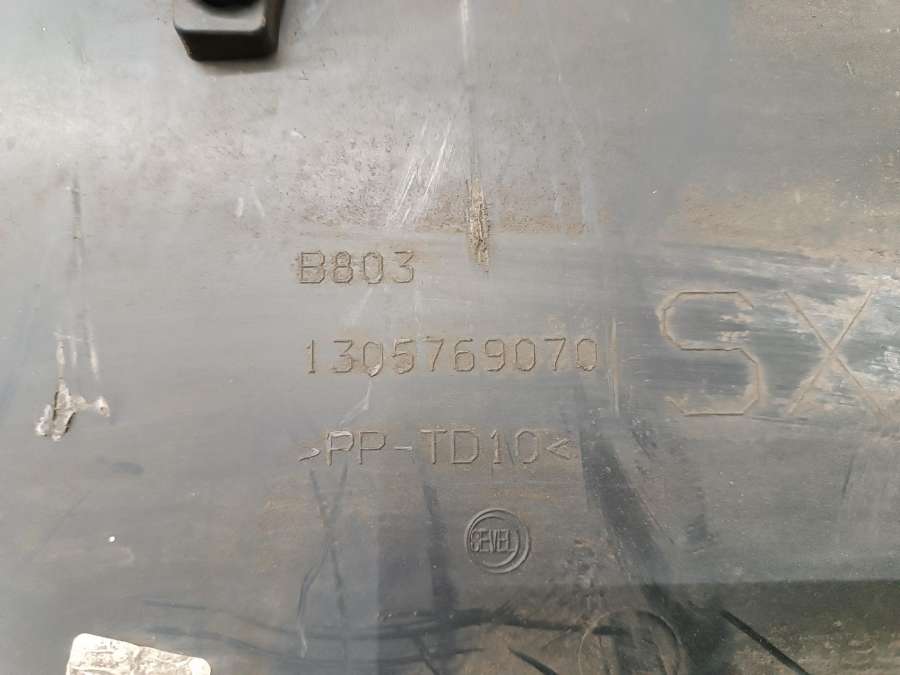 B803
1305769070
SX
>PP-TD10<
SEVEL